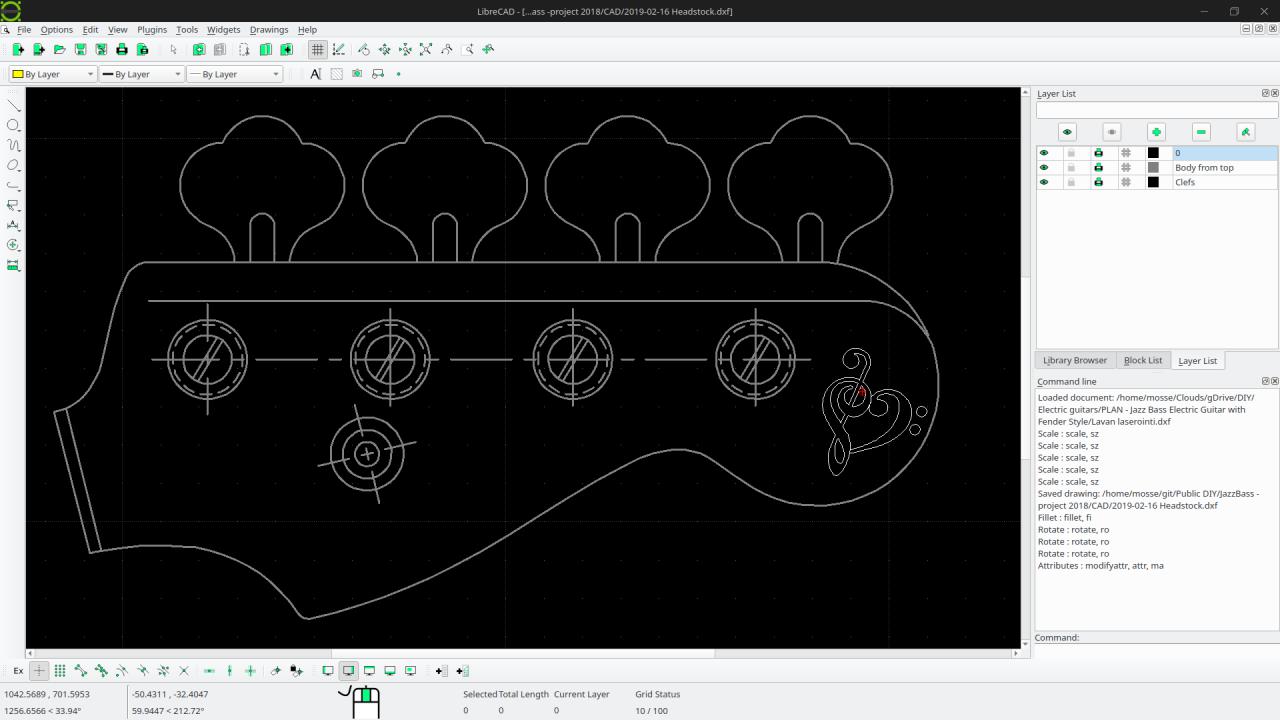 LibreCAD - [...ass -project 2018/CAD/2019-02-16 Headstock.dxf]
File Options Edit View Plugins Tools Widgets Drawings Help
By Layer By Layer By Layer
Layer List
0
Body from top
Clefs
Library Browser Block List Layer List
Command line
Loaded document: /home/mosse/Clouds/gDrive/DIY/
Electric guitars/PLAN - Jazz Bass Electric Guitar with
Fender Style/Lavan laserointi.dxf
Scale : scale, sz
Scale : scale, sz
Scale : scale, sz
Scale : scale, sz
Scale : scale, sz
Saved drawing: /home/mosse/git/Public DIY/JazzBass -
project 2018/CAD/2019-02-16 Headstock.dxf
Fillet : fillet, fi
Rotate : rotate, ro
Rotate : rotate, ro
Rotate : rotate, ro
Attributes : modifyattr, attr, ma
Command:
Ex
1042.5689 , 701.5953 -50.4311 , -32.4047 Selected Total Length Current Layer Grid Status
1256.6566 < 33.94° 59.9447 < 212.72° 0 0 0 10 / 100